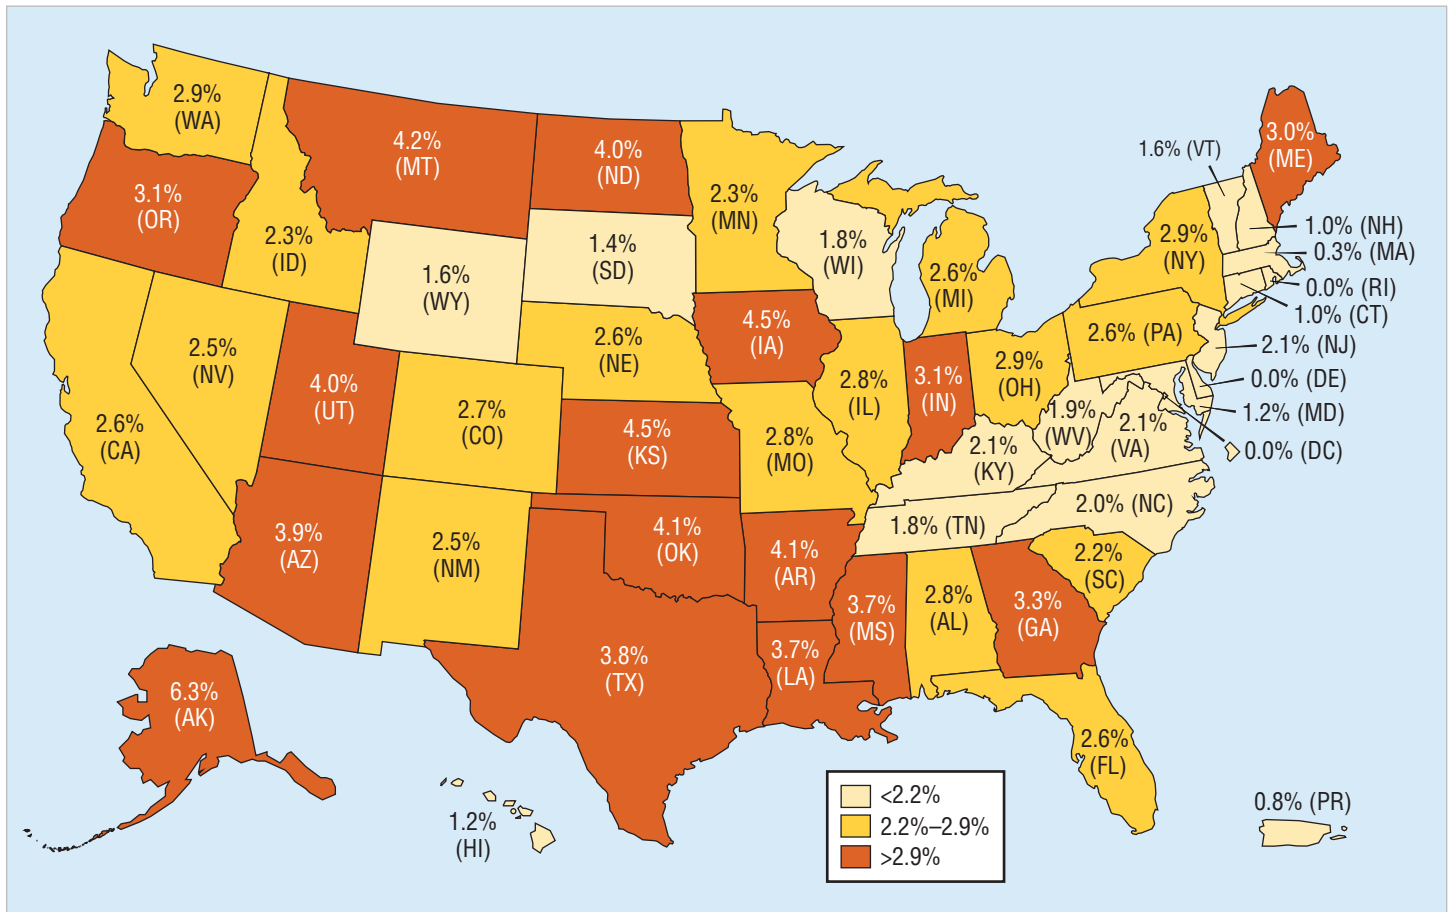 2.9%
(WA)
3.1%
(OR)
2.3%
(ID)
4.2%
(MT)
4.0%
(ND)
2.3%
(MN)
1.8%
(WI)
1.4%
(SD)
1.6%
(WY)
2.6%
(MI)
1.6% (VT)
3.0%
(ME)
2.9%
(NY)
1.0% (NH)
0.3% (MA)
0.0% (RI)
1.0% (CT)
2.1% (NJ)
0.0% (DE)
1.2% (MD)
0.0% (DC)
2.6% (PA)
2.6%
(CA)
2.5%
(NV)
4.0%
(UT)
2.7%
(CO)
2.6%
(NE)
4.5%
(IA)
2.8%
(IL)
3.1%
(IN)
2.9%
(OH)
1.9%
(WV)
2.1%
(VA)
2.1%
(KY)
4.5%
(KS)
2.8%
(MO)
1.8% (TN)
2.0% (NC)
3.9%
(AZ)
2.5%
(NM)
4.1%
(OK)
4.1%
(AR)
3.7%
(MS)
2.8%
(AL)
3.3%
(GA)
2.2%
(SC)
3.8%
(TX)
3.7%
(LA)
2.6%
(FL)
6.3%
(AK)
1.2%
(HI)
<2.2%
2.2%–2.9%
>2.9%
0.8% (PR)